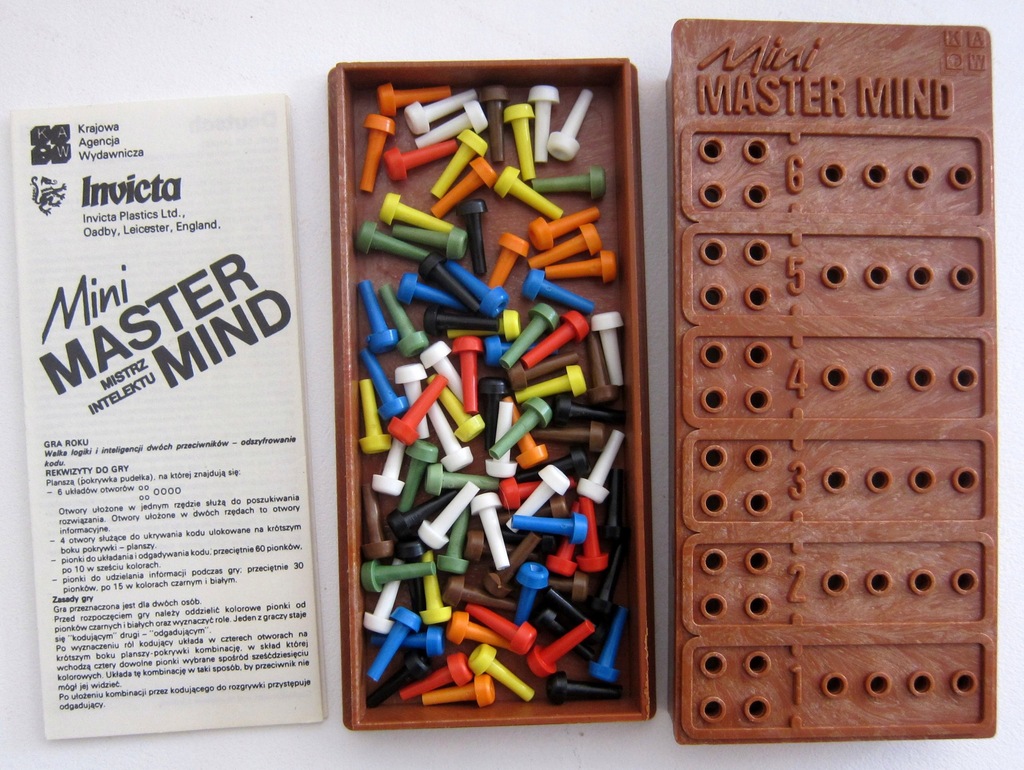 K A
W
Krajowa
Agencja
Wydawnicza
Invicta
Invicta Plastics Ltd.,
Oadby, Leicester, England.
Mini
MASTER
MIND
MISTRZ
INTELEKTU
GRA ROKU
Walka logiki i inteligencji dwóch przeciwników – odszyfrowanie
kodu.
REKWIZYTY DO GRY
Plansza (pokrywka pudełka), na której znajdują się:
– 6 układów otworów oo OOOO
oo
Otwory ułożone w jednym rzędzie służą do poszukiwania
rozwiązania. Otwory ułożone w dwóch rzędach to otwory
informacyjne.
– 4 otwory służące do ukrywania kodu ulokowane na krótszym
boku pokrywki – planszy.
– pionki do układania i odgadywania kodu, przeciętnie 60 pionków,
po 10 w sześciu kolorach.
– pionki do udzielania informacji podczas gry; przeciętnie 30
pionków, po 15 w kolorach czarnym i białym.
Zasady gry
Gra przeznaczona jest dla dwóch osób.
Przed rozpoczęciem gry należy oddzielić kolorowe pionki od
pionków czarnych i białych oraz wyznaczyć role. Jeden z graczy staje
się "kodującym" drugi – "odgadującym".
Po wyznaczeniu ról kodujący układa w czterech otworach na
krótszym boku planszy-pokrywki kombinację, w skład której
wchodzą cztery dowolne pionki wybrane spośród sześćdziesięciu
kolorowych. Układa tę kombinację w taki sposób, by przeciwnik nie
mógł jej widzieć.
Po ułożeniu kombinacji przez kodującego do rozgrywki przystępuje
odgadujący.
Deutsch
Mini
MASTER MIND
K A
W
6
5
4
3
2
1